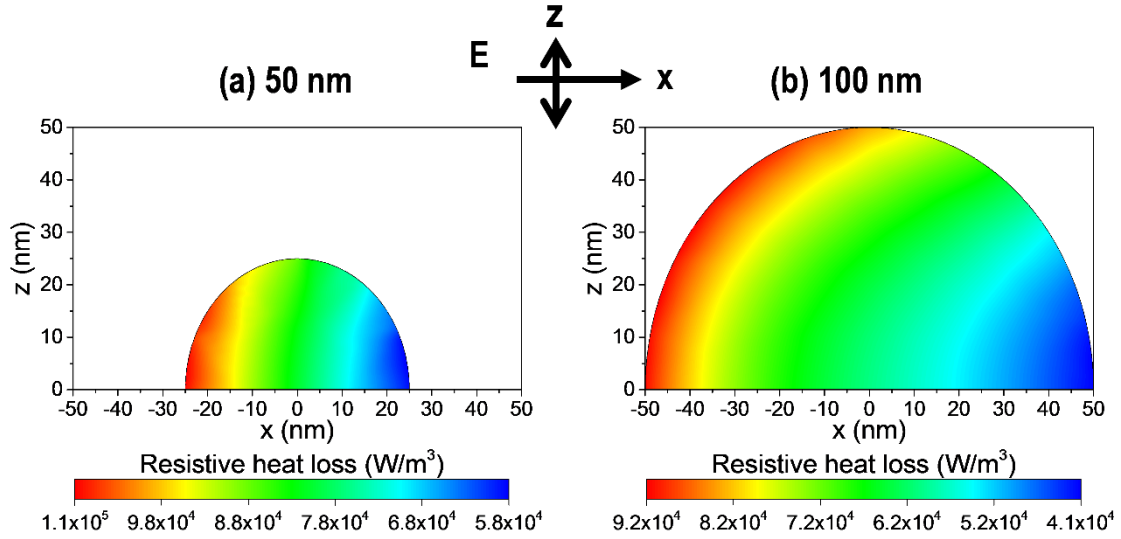 z
E
x
(a) 50 nm
(b) 100 nm
50
40
30
20
10
0
z (nm)
-50 -40 -30 -20 -10 0 10 20 30 40 50
x (nm)
Resistive heat loss (W/m³)
1.1x10⁵ 9.8x10⁴ 8.8x10⁴ 7.8x10⁴ 6.8x10⁴ 5.8x10⁴
50
40
30
20
10
0
z (nm)
-50 -40 -30 -20 -10 0 10 20 30 40 50
x (nm)
Resistive heat loss (W/m³)
9.2x10⁴ 8.2x10⁴ 7.2x10⁴ 6.2x10⁴ 5.2x10⁴ 4.1x10⁴